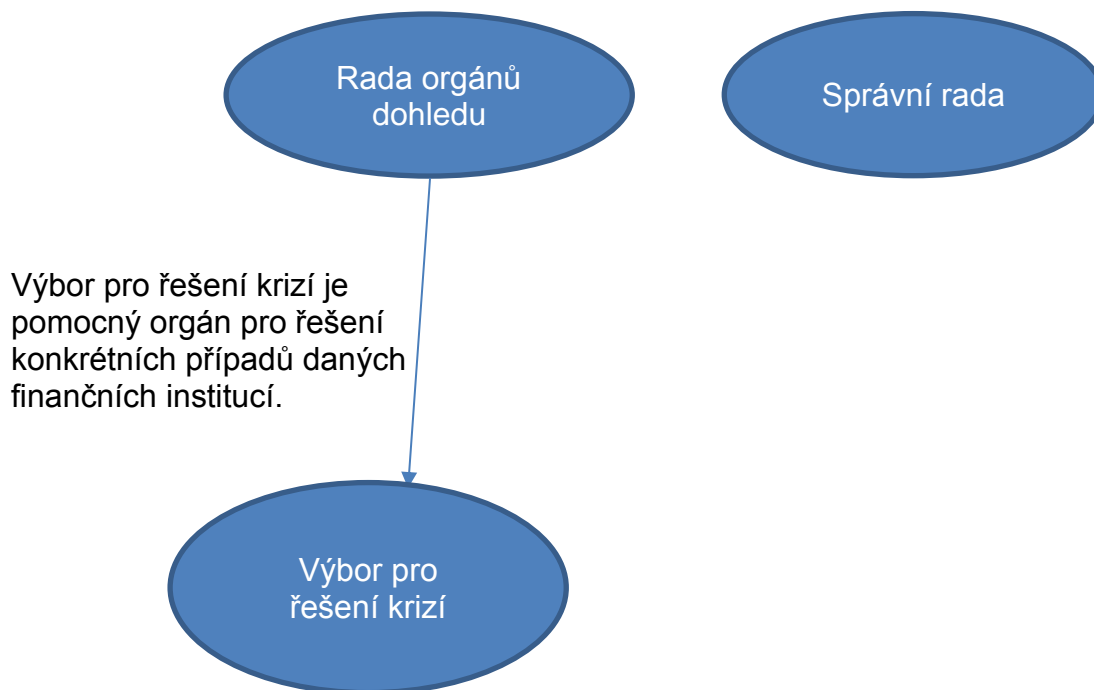 Rada orgánů
dohledu
Správní rada
Výbor pro řešení krizí je
pomocný orgán pro řešení
konkrétních případů daných
finančních institucí.
Výbor pro
řešení krizí